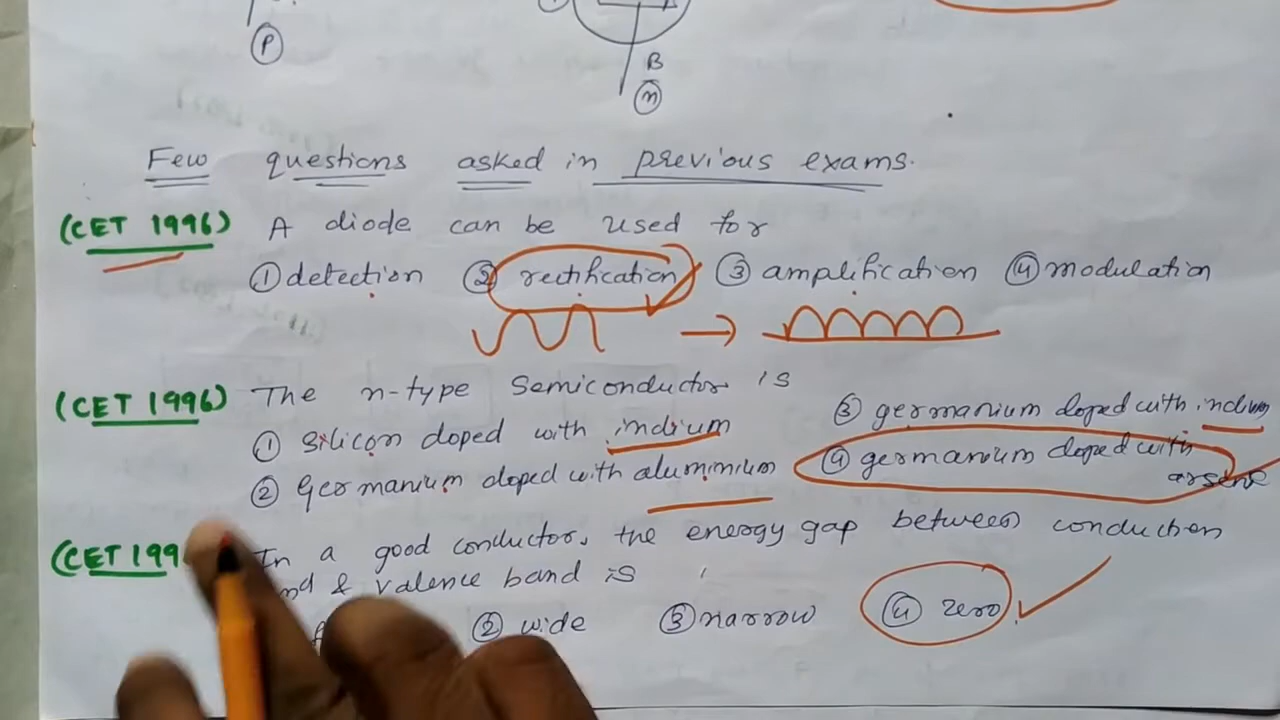 P
B
n
Few questions asked in previous exams.
(CET 1996) A diode can be used for
① detection ② rectification ③ amplification ④ modulation
(CET 1996) The n-type semiconductor is
① silicon doped with indium
② Germanium doped with aluminium
③ germanium doped with indium
④ germanium doped with
arsenic
(CET 199 In a good conductor, the energy gap between conduction
& valence band is
② wide ③ narrow ④ zero